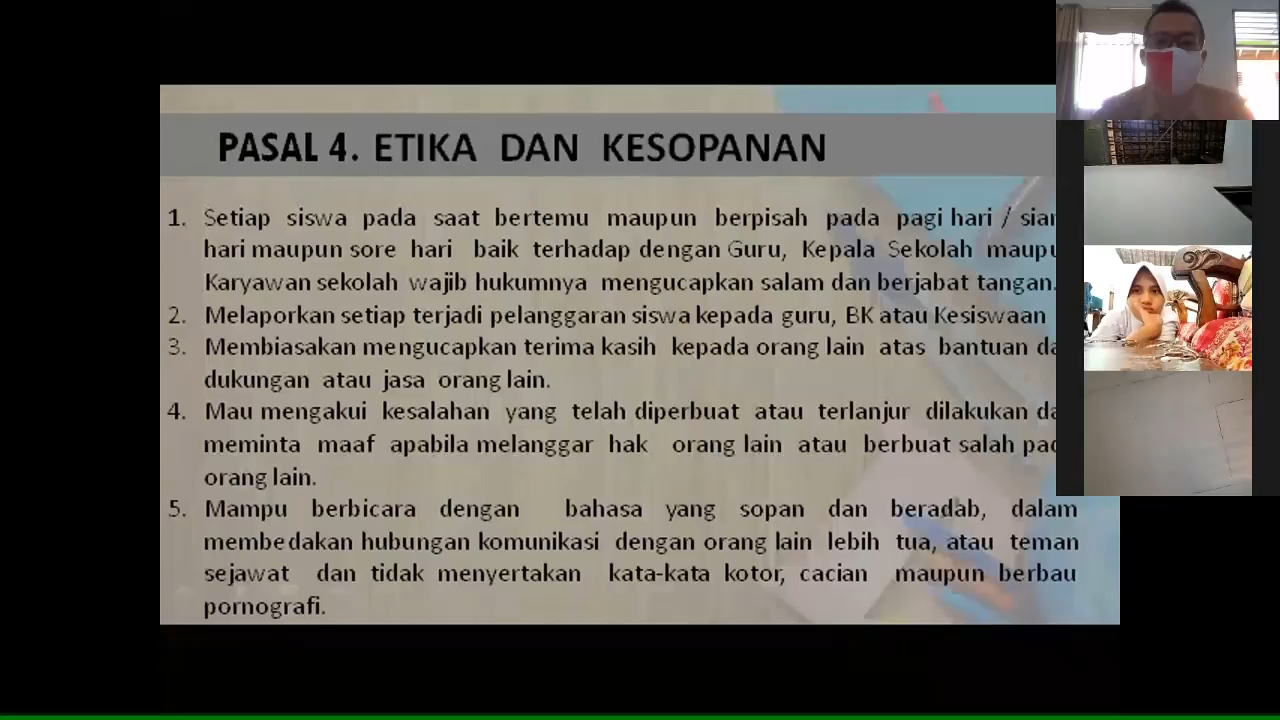 PASAL 4. ETIKA DAN KESOPANAN
1. Setiap siswa pada saat bertemu maupun berpisah pada pagi hari /
hari maupun sore hari baik terhadap dengan Guru, Kepala Sekolah
Karyawan sekolah wajib hukumnya mengucapkan salam dan berjabat tangan.
2. Melaporkan setiap terjadi pelanggaran siswa kepada guru, BK atau Kesiswaan
3. Membiasakan mengucapkan terima kasih kepada orang lain atas bantuan
dukungan atau jasa orang lain.
4. Mau mengakui kesalahan yang telah diperbuat atau terlanjur dilakukan
meminta maaf apabila melanggar hak orang lain atau berbuat salah
orang lain.
5. Mampu berbicara dengan bahasa yang sopan dan beradab, dalam
membedakan hubungan komunikasi dengan orang lain lebih tua, atau teman
sejawat dan tidak menyertakan kata-kata kotor, cacian maupun berbau
pornografi.